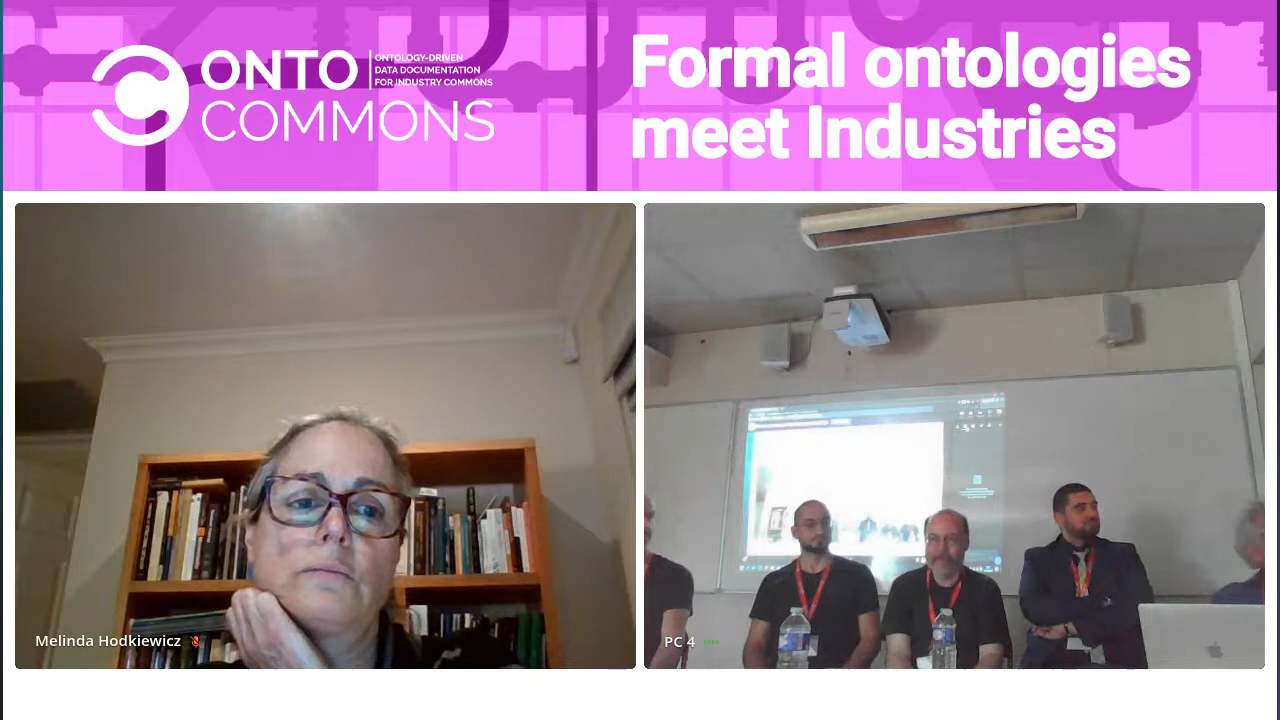 ONTO
COMMONS
ONTOLOGY-DRIVEN
DATA DOCUMENTATION
FOR INDUSTRY COMMONS
Formal ontologies
meet Industries
Melinda Hodkiewicz
PC 4